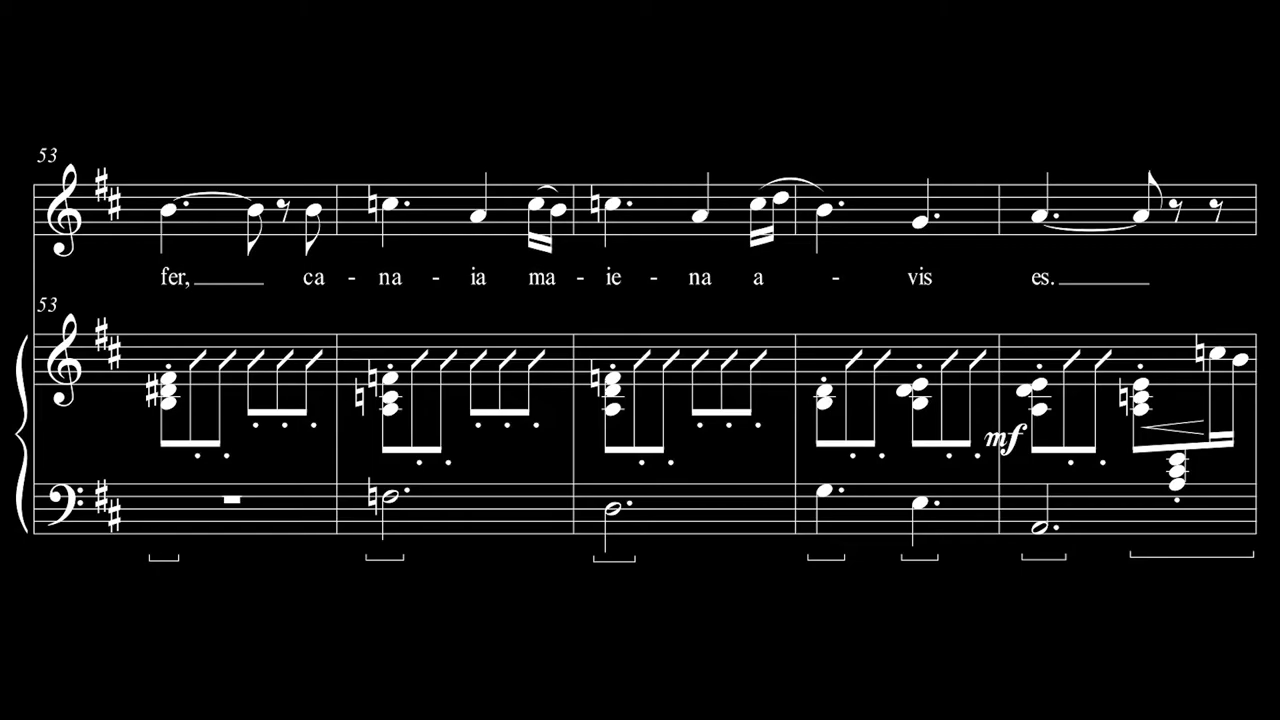 53
fer, ca - na - ia ma - ie - na a - vis es.
53
mf